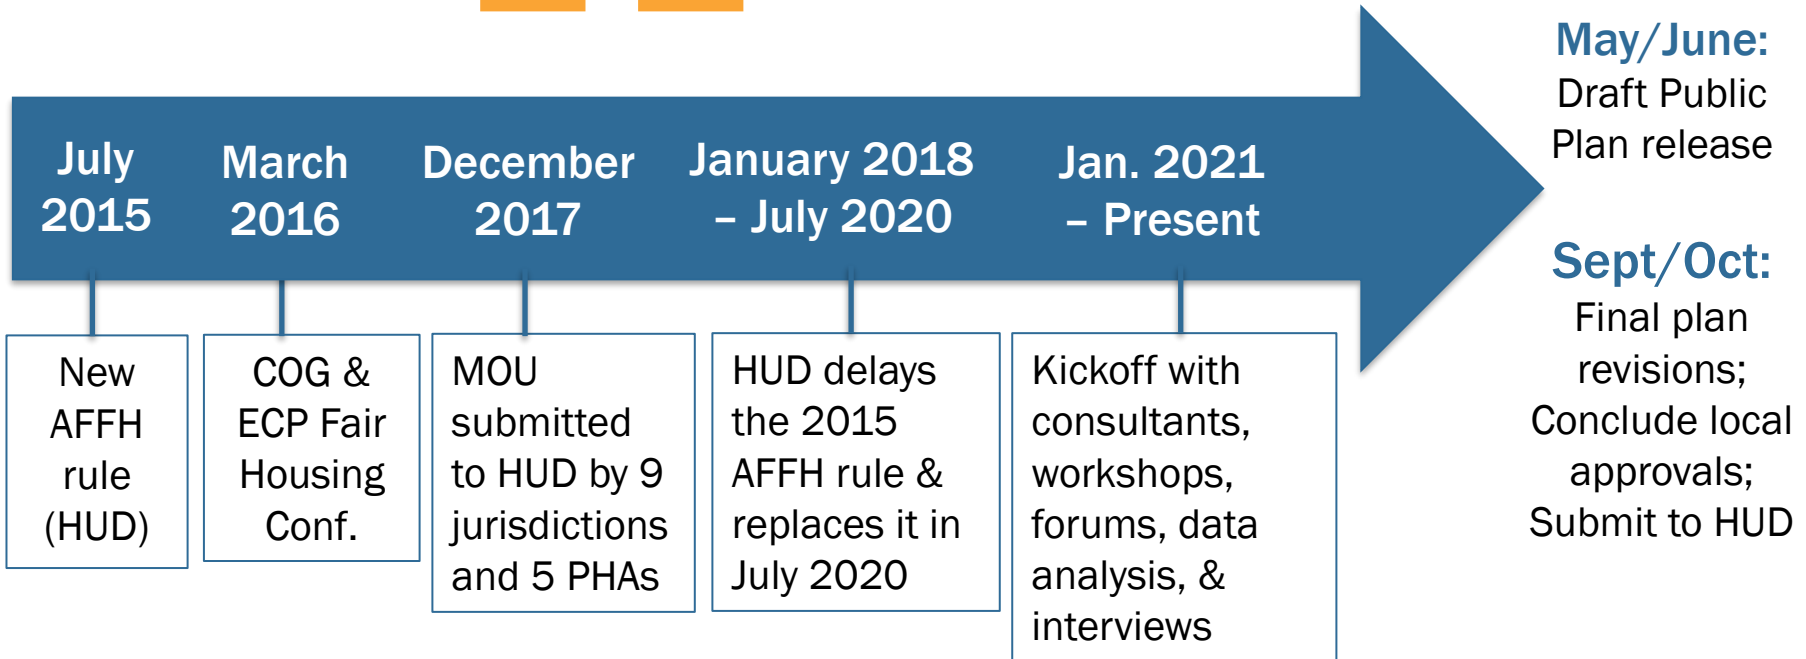 July
2015
March
2016
December
2017
January 2018
– July 2020
Jan. 2021
– Present
New
AFFH
rule
(HUD)
COG &
ECP Fair
Housing
Conf.
MOU
submitted
to HUD by 9
jurisdictions
and 5 PHAs
HUD delays
the 2015
AFFH rule &
replaces it in
July 2020
Kickoff with
consultants,
workshops,
forums, data
analysis, &
interviews
May/June:
Draft Public
Plan release
Sept/Oct:
Final plan
revisions;
Conclude local
approvals;
Submit to HUD